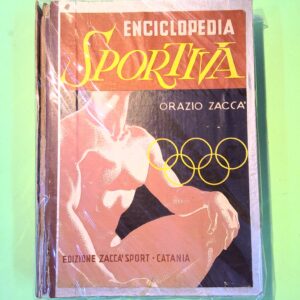 ENCICLOPEDIA
SPORTIVA
ORAZIO ZACCA'
EDIZIONE ZACCA' SPORT - CATANIA